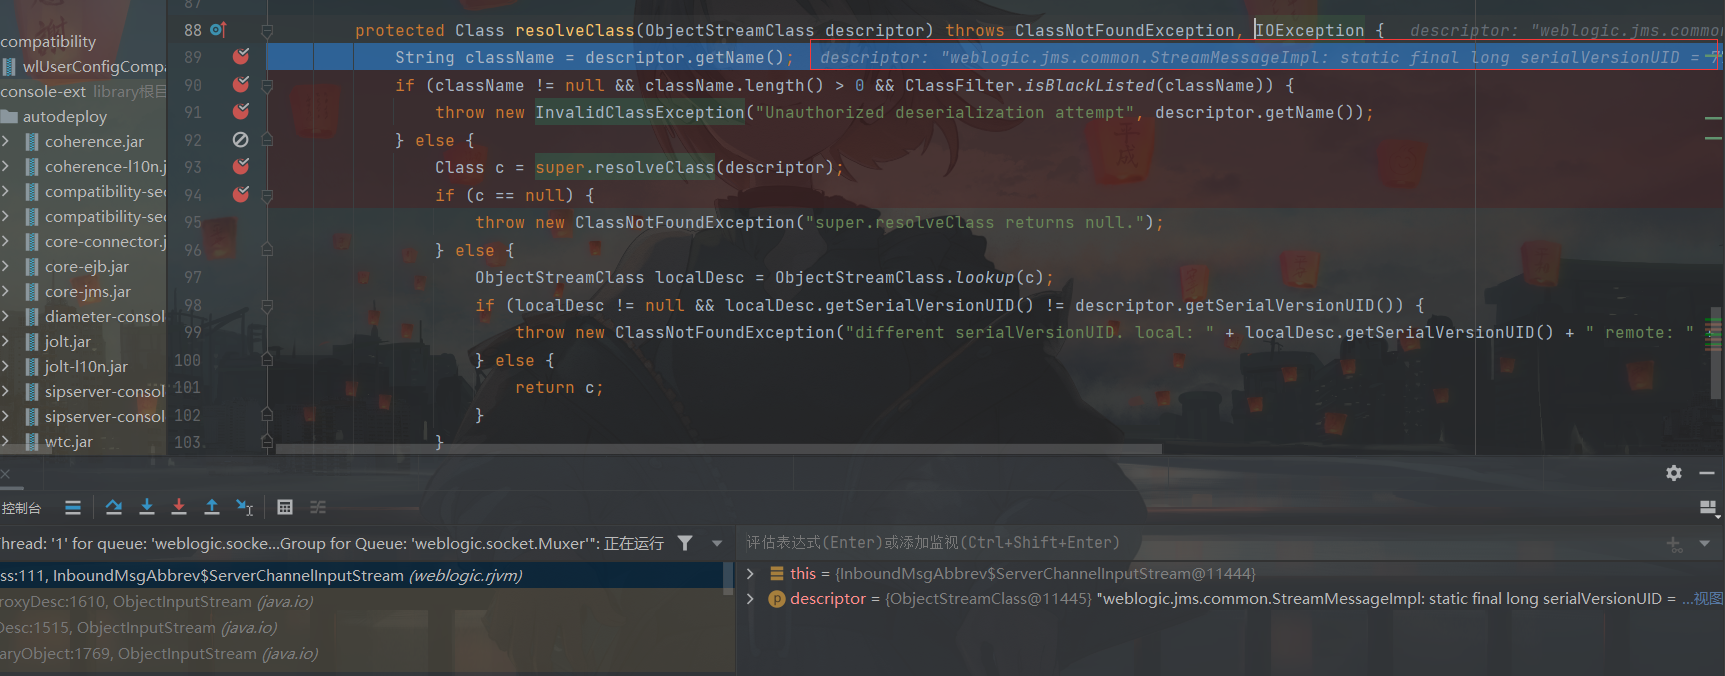 87
compatibility
wlUserConfigCompa
console-ext library根目
autodeploy
coherence.jar
coherence-l10n.j
compatibility-sec
compatibility-sec
core-connector.j
core-ejb.jar
core-jms.jar
diameter-consol
jolt.jar
jolt-l10n.jar
sipserver-consol
sipserver-consol
wtc.jar
88 protected Class resolveClass(ObjectStreamClass descriptor) throws ClassNotFoundException, IOException { descriptor: "weblogic.jms.common
89 String className = descriptor.getName(); descriptor: "weblogic.jms.common.StreamMessageImpl: static final long serialVersionUID = 7
90 if (className != null && className.length() > 0 && ClassFilter.isBlackListed(className)) {
91 throw new InvalidClassException("Unauthorized deserialization attempt", descriptor.getName());
92 } else {
93 Class c = super.resolveClass(descriptor);
94 if (c == null) {
95 throw new ClassNotFoundException("super.resolveClass returns null.");
96 } else {
97 ObjectStreamClass localDesc = ObjectStreamClass.lookup(c);
98 if (localDesc != null && localDesc.getSerialVersionUID() != descriptor.getSerialVersionUID()) {
99 throw new ClassNotFoundException("different serialVersionUID. local: " + localDesc.getSerialVersionUID() + " remote: " +
100 } else {
101 return c;
102 }
103 }
控制台
hread: '1' for queue: 'weblogic.socke...Group for Queue: 'weblogic.socket.Muxer'": 正在运行
评估表达式(Enter)或添加监视(Ctrl+Shift+Enter)
ss:111, InboundMsgAbbrev$ServerChannelInputStream (weblogic.rjvm)
roxyDesc:1610, ObjectInputStream (java.io)
Desc:1515, ObjectInputStream (java.io)
aryObject:1769, ObjectInputStream (java.io)
this = {InboundMsgAbbrev$ServerChannelInputStream@11444}
p descriptor = {ObjectStreamClass@11445} "weblogic.jms.common.StreamMessageImpl: static final long serialVersionUID = ...视图